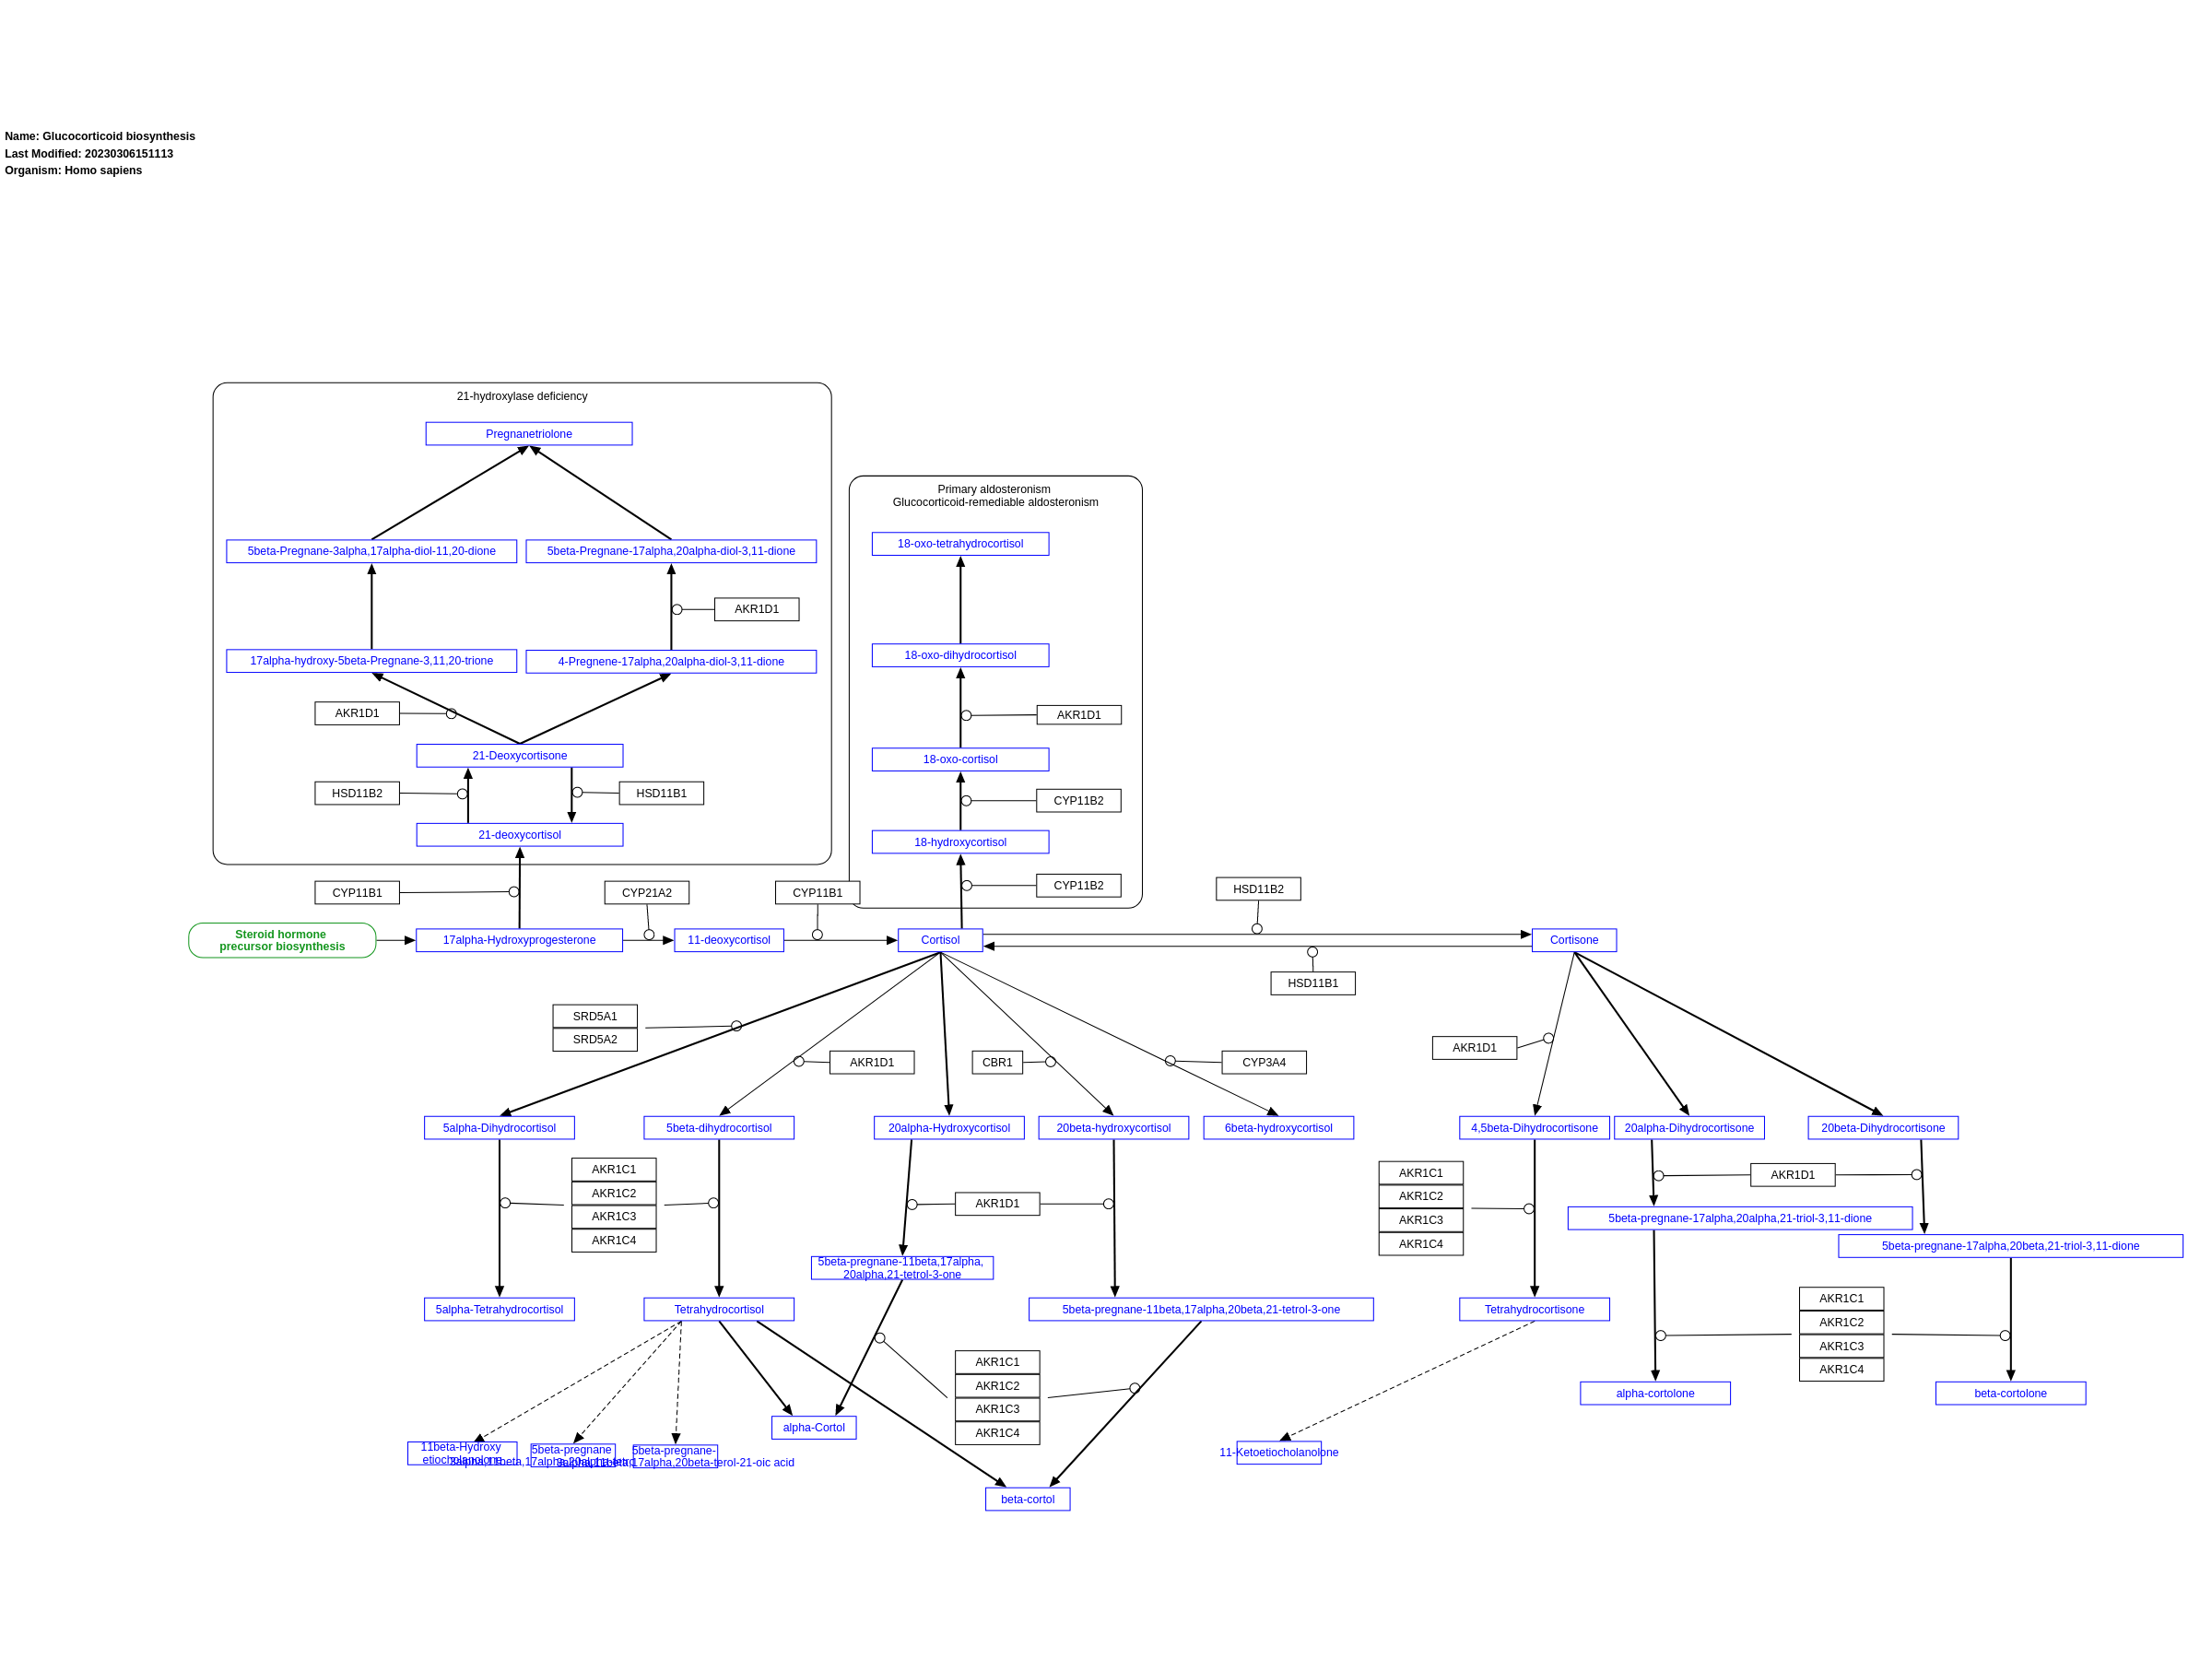 Name: Glucocorticoid biosynthesis
Last Modified: 20230306151113
Organism: Homo sapiens
21-hydroxylase deficiency
Pregnanetriolone
Primary aldosteronism
Glucocorticoid-remediable aldosteronism
18-oxo-tetrahydrocortisol
5beta-Pregnane-3alpha,17alpha-diol-11,20-dione
5beta-Pregnane-17alpha,20alpha-diol-3,11-dione
AKR1D1
17alpha-hydroxy-5beta-Pregnane-3,11,20-trione
4-Pregnene-17alpha,20alpha-diol-3,11-dione
18-oxo-dihydrocortisol
AKR1D1
AKR1D1
21-Deoxycortisone
18-oxo-cortisol
HSD11B2
HSD11B1
CYP11B2
21-deoxycortisol
18-hydroxycortisol
CYP11B1
CYP21A2
CYP11B1
CYP11B2
HSD11B2
Steroid hormone
precursor biosynthesis
17alpha-Hydroxyprogesterone
11-deoxycortisol
Cortisol
Cortisone
HSD11B1
SRD5A1
SRD5A2
AKR1D1
CBR1
CYP3A4
AKR1D1
5alpha-Dihydrocortisol
5beta-dihydrocortisol
20alpha-Hydroxycortisol
20beta-hydroxycortisol
6beta-hydroxycortisol
4,5beta-Dihydrocortisone
20alpha-Dihydrocortisone
20beta-Dihydrocortisone
AKR1C1
AKR1C2
AKR1C3
AKR1C4
AKR1D1
AKR1C1
AKR1C2
AKR1C3
AKR1C4
AKR1D1
5beta-pregnane-17alpha,20alpha,21-triol-3,11-dione
5beta-pregnane-17alpha,20beta,21-triol-3,11-dione
5beta-pregnane-11beta,17alpha,
20alpha,21-tetrol-3-one
5alpha-Tetrahydrocortisol
Tetrahydrocortisol
5beta-pregnane-11beta,17alpha,20beta,21-tetrol-3-one
Tetrahydrocortisone
AKR1C1
AKR1C2
AKR1C3
AKR1C4
AKR1C1
AKR1C2
AKR1C3
AKR1C4
alpha-cortolone
beta-cortolone
alpha-Cortol
11beta-Hydroxy
etiocholanolone
5beta-pregnane
5beta-pregnane-
17alpha,20beta-terol-21-oic acid
11-Ketoetiocholanolone
beta-cortol